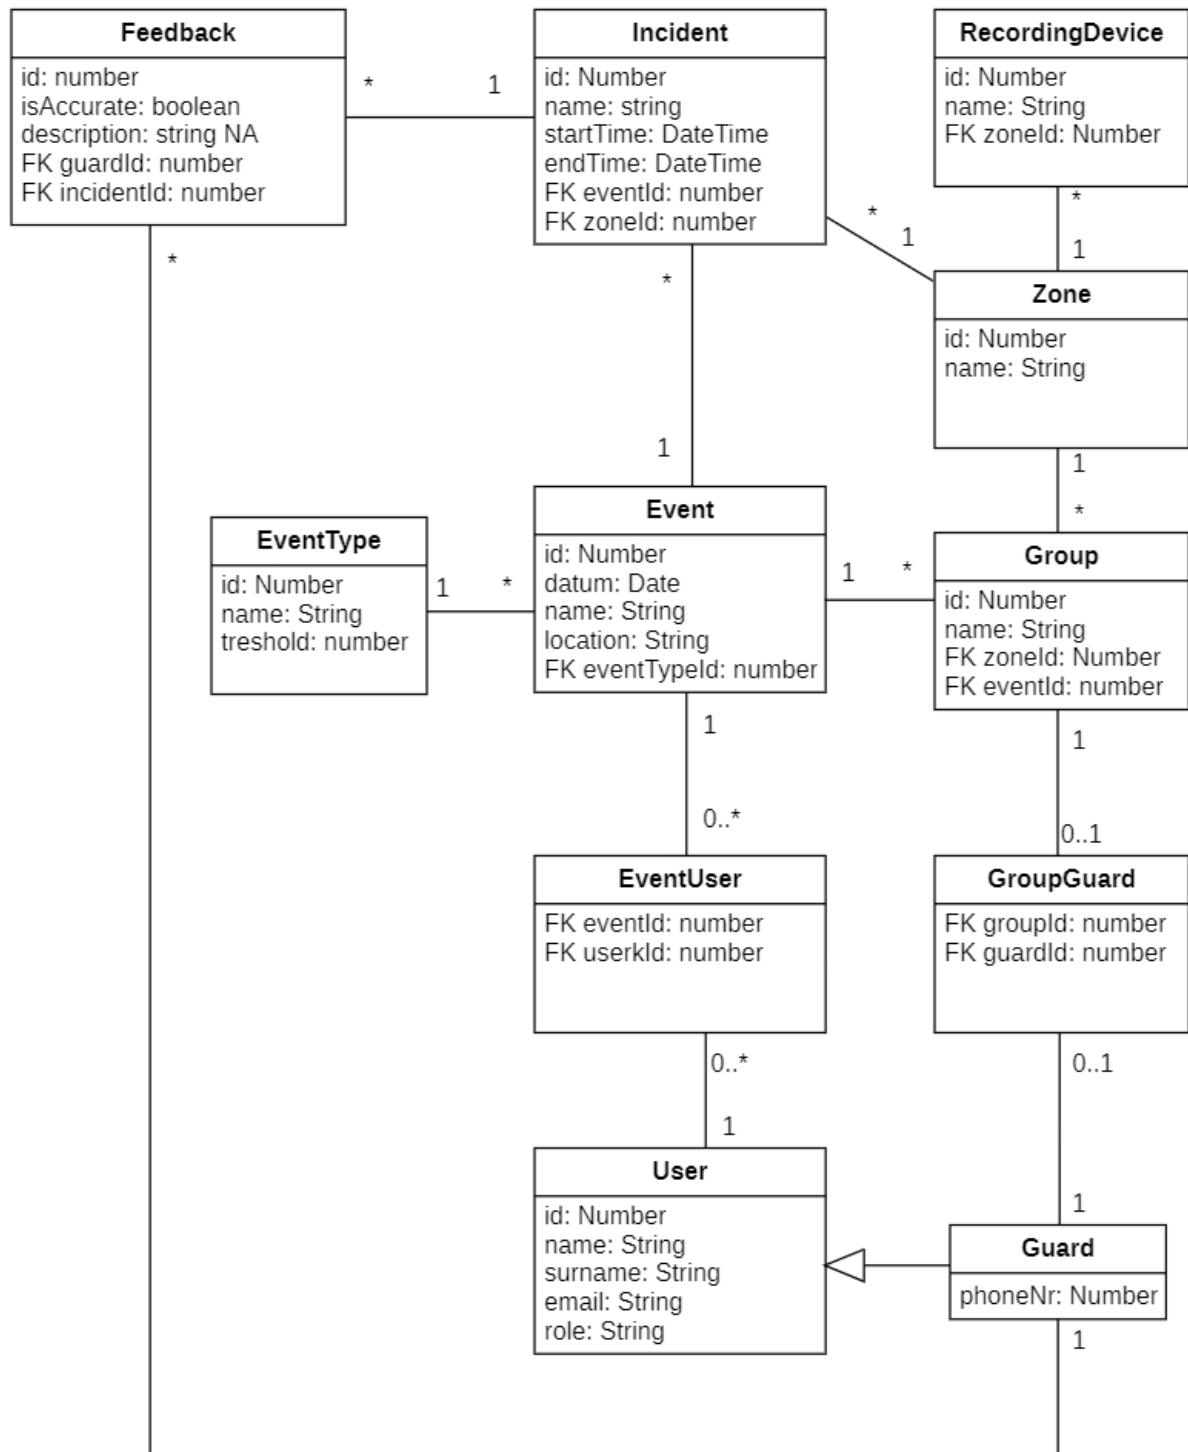 Feedback
id: number
isAccurate: boolean
description: string NA
FK guardId: number
FK incidentId: number
*
1
Incident
id: Number
name: string
startTime: DateTime
endTime: DateTime
FK eventId: number
FK zoneId: number
RecordingDevice
id: Number
name: String
FK zoneId: Number
*
1
*
1
*
*
1
Zone
id: Number
name: String
1
*
EventType
id: Number
name: String
treshold: number
1
*
Event
id: Number
datum: Date
name: String
location: String
FK eventTypeId: number
1
*
Group
id: Number
name: String
FK zoneId: Number
FK eventId: number
1
0..*
1
0..1
EventUser
FK eventId: number
FK userkId: number
GroupGuard
FK groupId: number
FK guardId: number
0..*
1
0..1
1
User
id: Number
name: String
surname: String
email: String
role: String
Guard
phoneNr: Number
1